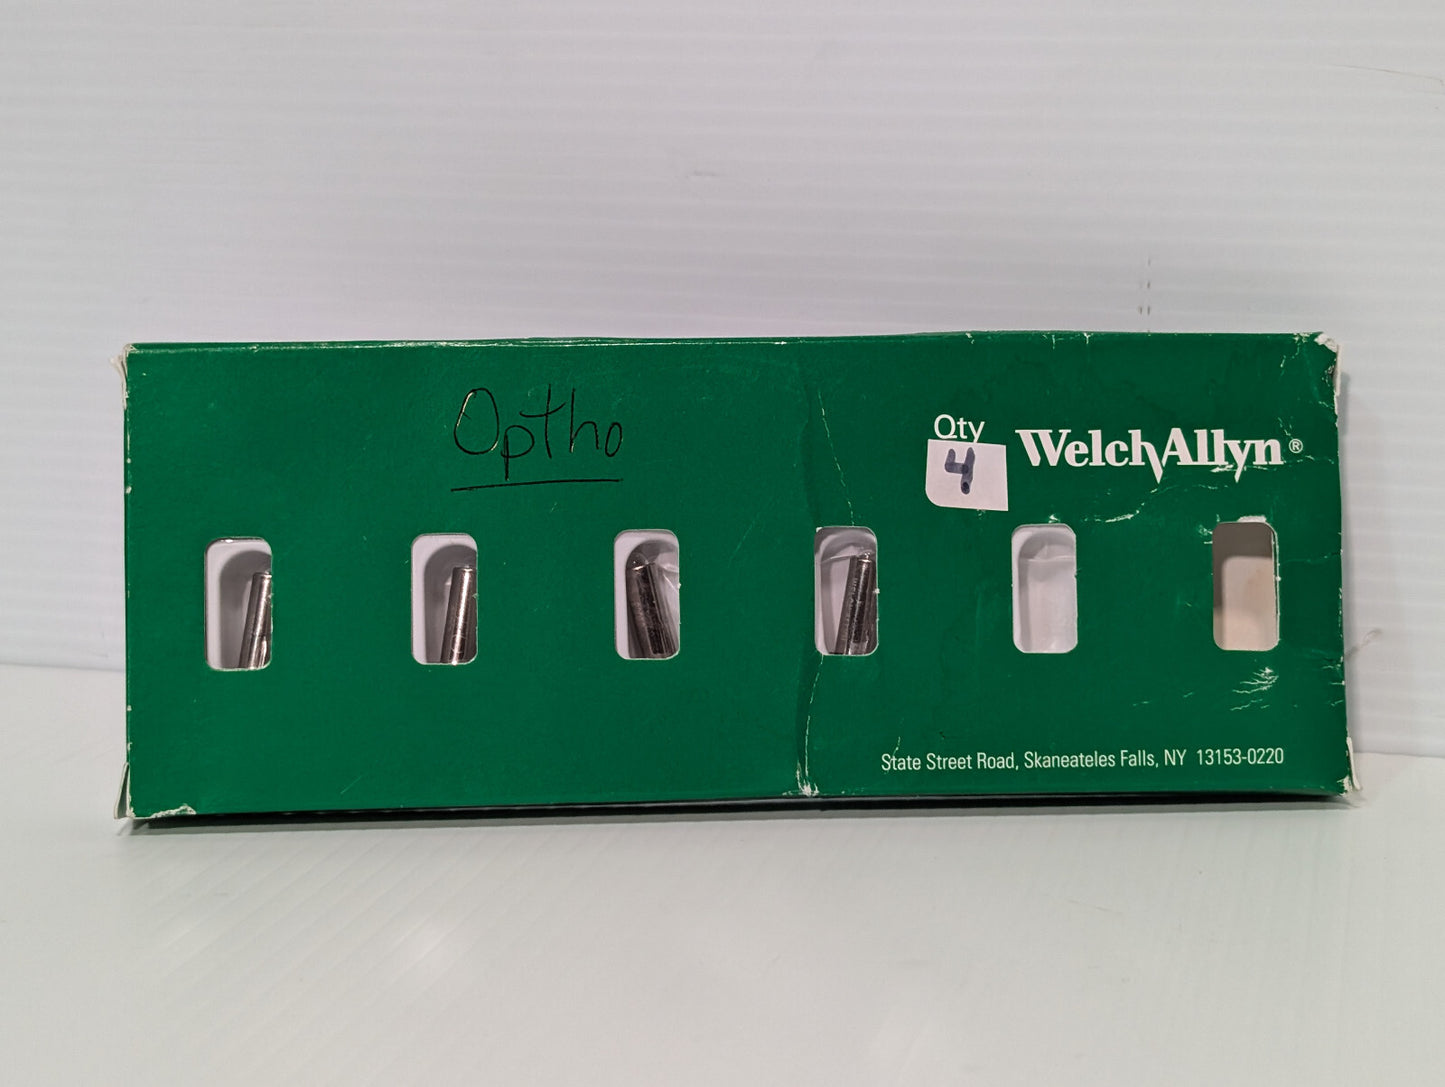 Optho
Qty
4
WelchAllyn®
State Street Road, Skaneateles Falls, NY 13153-0220